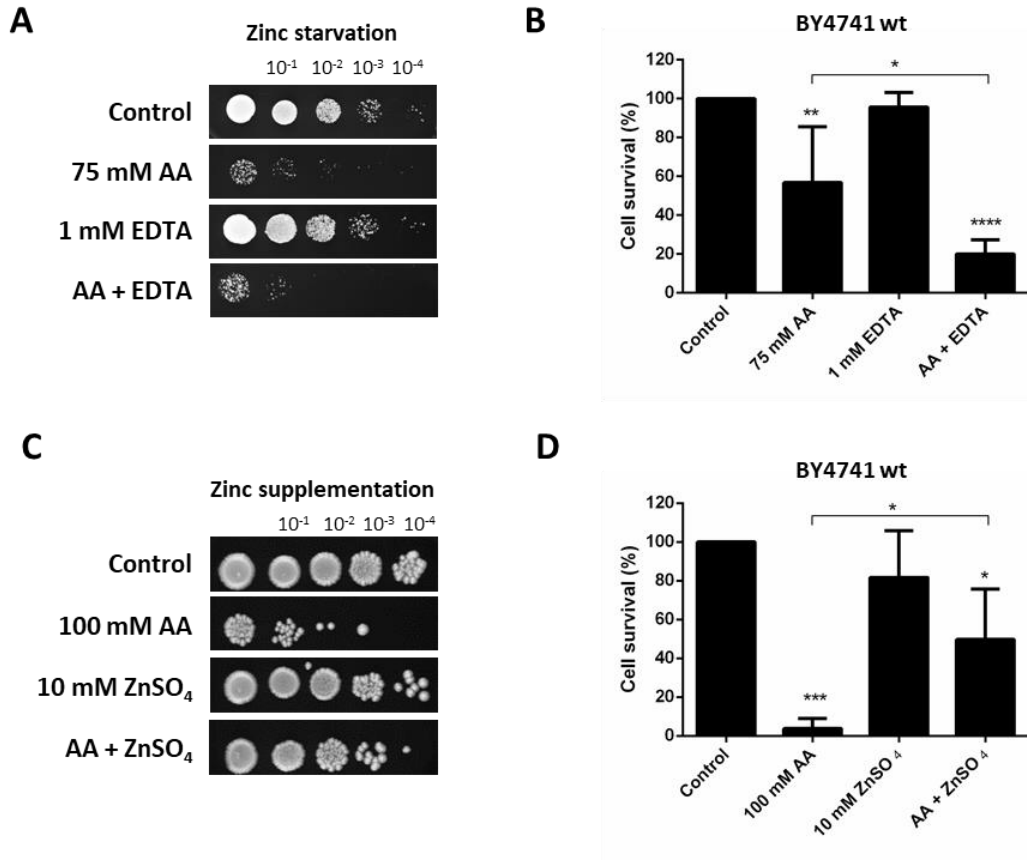 A
Zinc starvation
10-1 10-2 10-3 10-4
Control
75 mM AA
1 mM EDTA
AA + EDTA
B
BY4741 wt
Cell survival (%)
120
100
80
60
40
20
0
*
**
****
Control
75 mM AA
1 mM EDTA
AA + EDTA
C
Zinc supplementation
10-1 10-2 10-3 10-4
Control
100 mM AA
10 mM ZnSO4
AA + ZnSO4
D
BY4741 wt
Cell survival (%)
120
100
80
60
40
20
0
*
***
*
Control
100 mM AA
10 mM ZnSO4
AA + ZnSO4